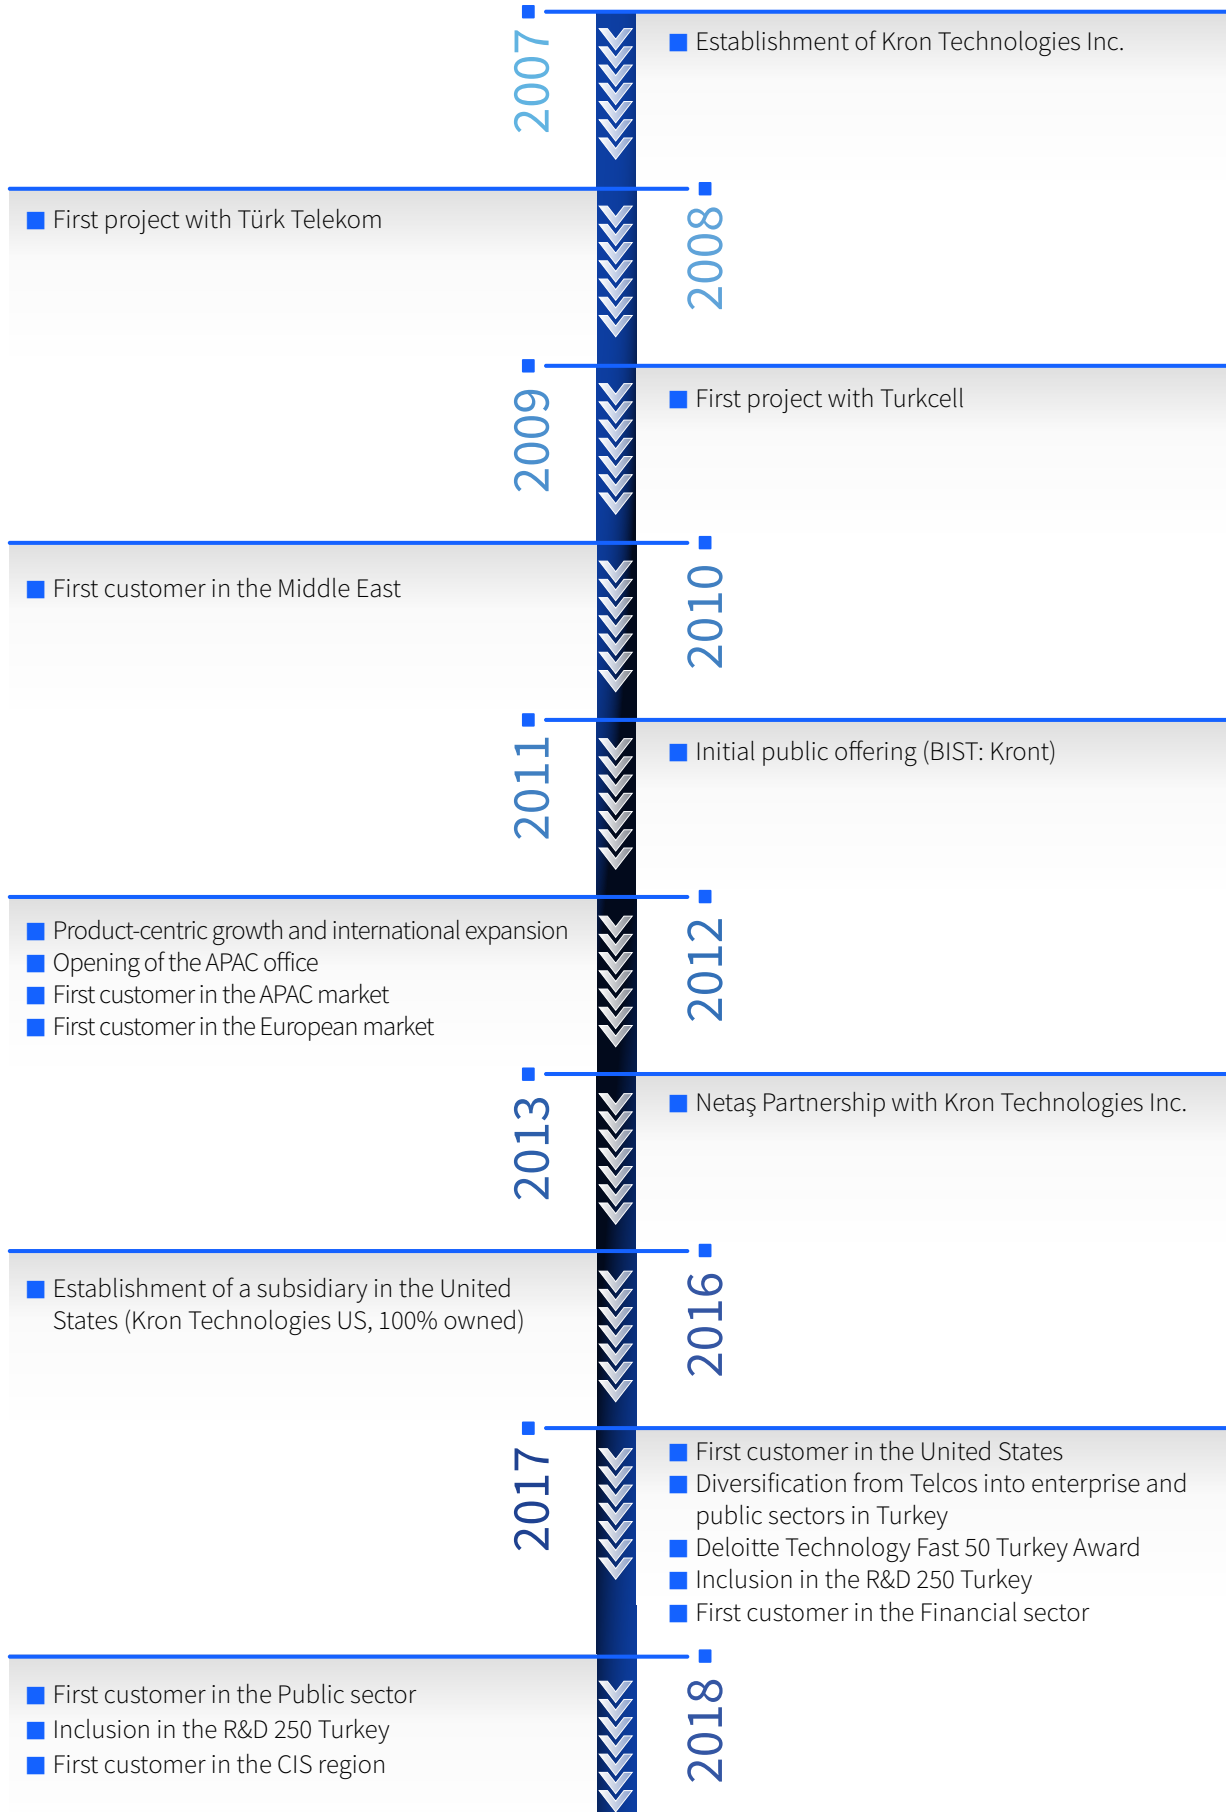 2007
■ Establishment of Kron Technologies Inc.
2008
■ First project with Türk Telekom
2009
■ First project with Turkcell
2010
■ First customer in the Middle East
2011
■ Initial public offering (BIST: Kront)
2012
■ Product-centric growth and international expansion
■ Opening of the APAC office
■ First customer in the APAC market
■ First customer in the European market
2013
■ Netaş Partnership with Kron Technologies Inc.
2016
■ Establishment of a subsidiary in the United
States (Kron Technologies US, 100% owned)
2017
■ First customer in the United States
■ Diversification from Telcos into enterprise and
public sectors in Turkey
■ Deloitte Technology Fast 50 Turkey Award
■ Inclusion in the R&D 250 Turkey
■ First customer in the Financial sector
2018
■ First customer in the Public sector
■ Inclusion in the R&D 250 Turkey
■ First customer in the CIS region